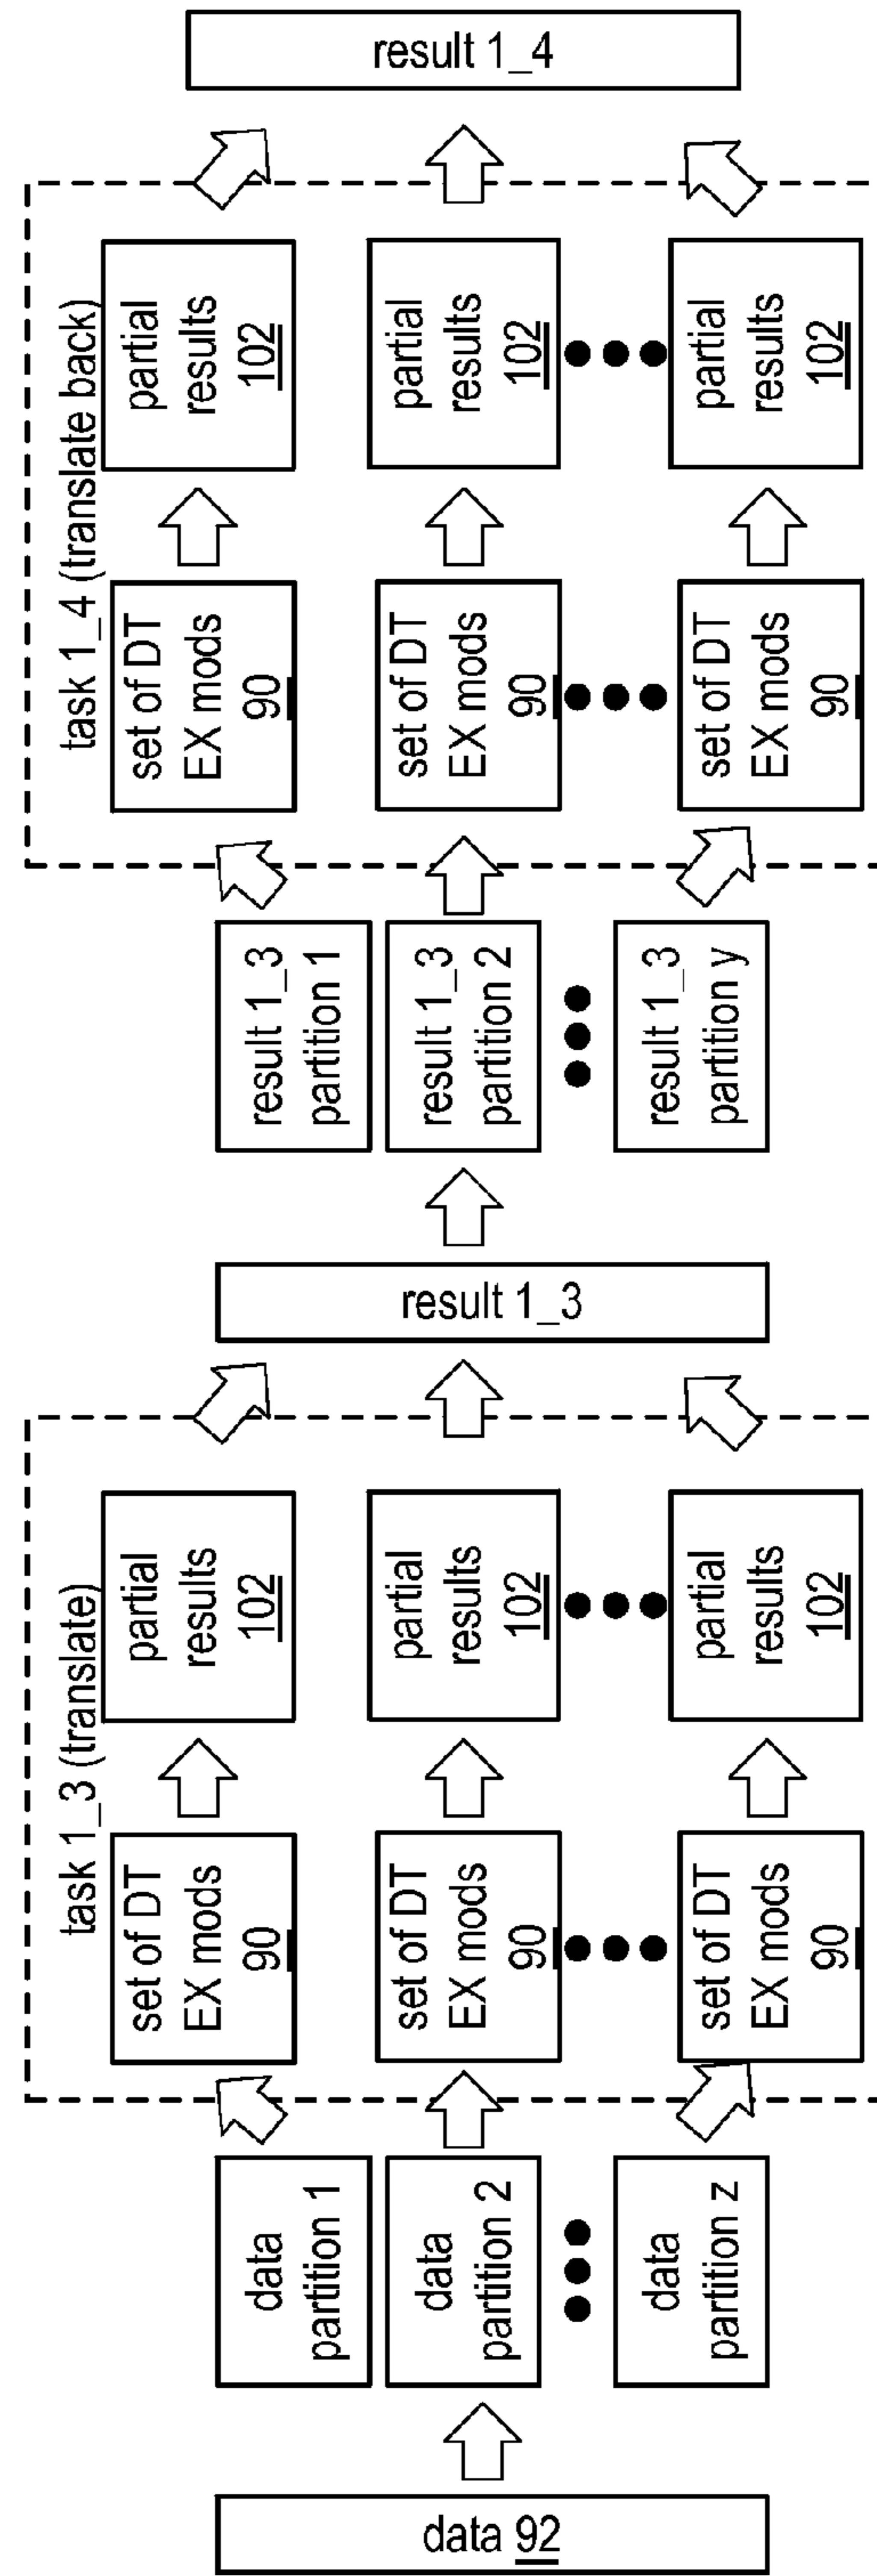 data 92
data
partition 1
data
partition 2
data
partition z
task 1_3 (translate)
set of DT
EX mods
90
set of DT
EX mods
90
set of DT
EX mods
90
partial
results
102
partial
results
102
partial
results
102
result 1_3
result 1_3
partition 1
result 1_3
partition 2
result 1_3
partition y
task 1_4 (translate back)
set of DT
EX mods
90
set of DT
EX mods
90
set of DT
EX mods
90
partial
results
102
partial
results
102
partial
results
102
result 1_4